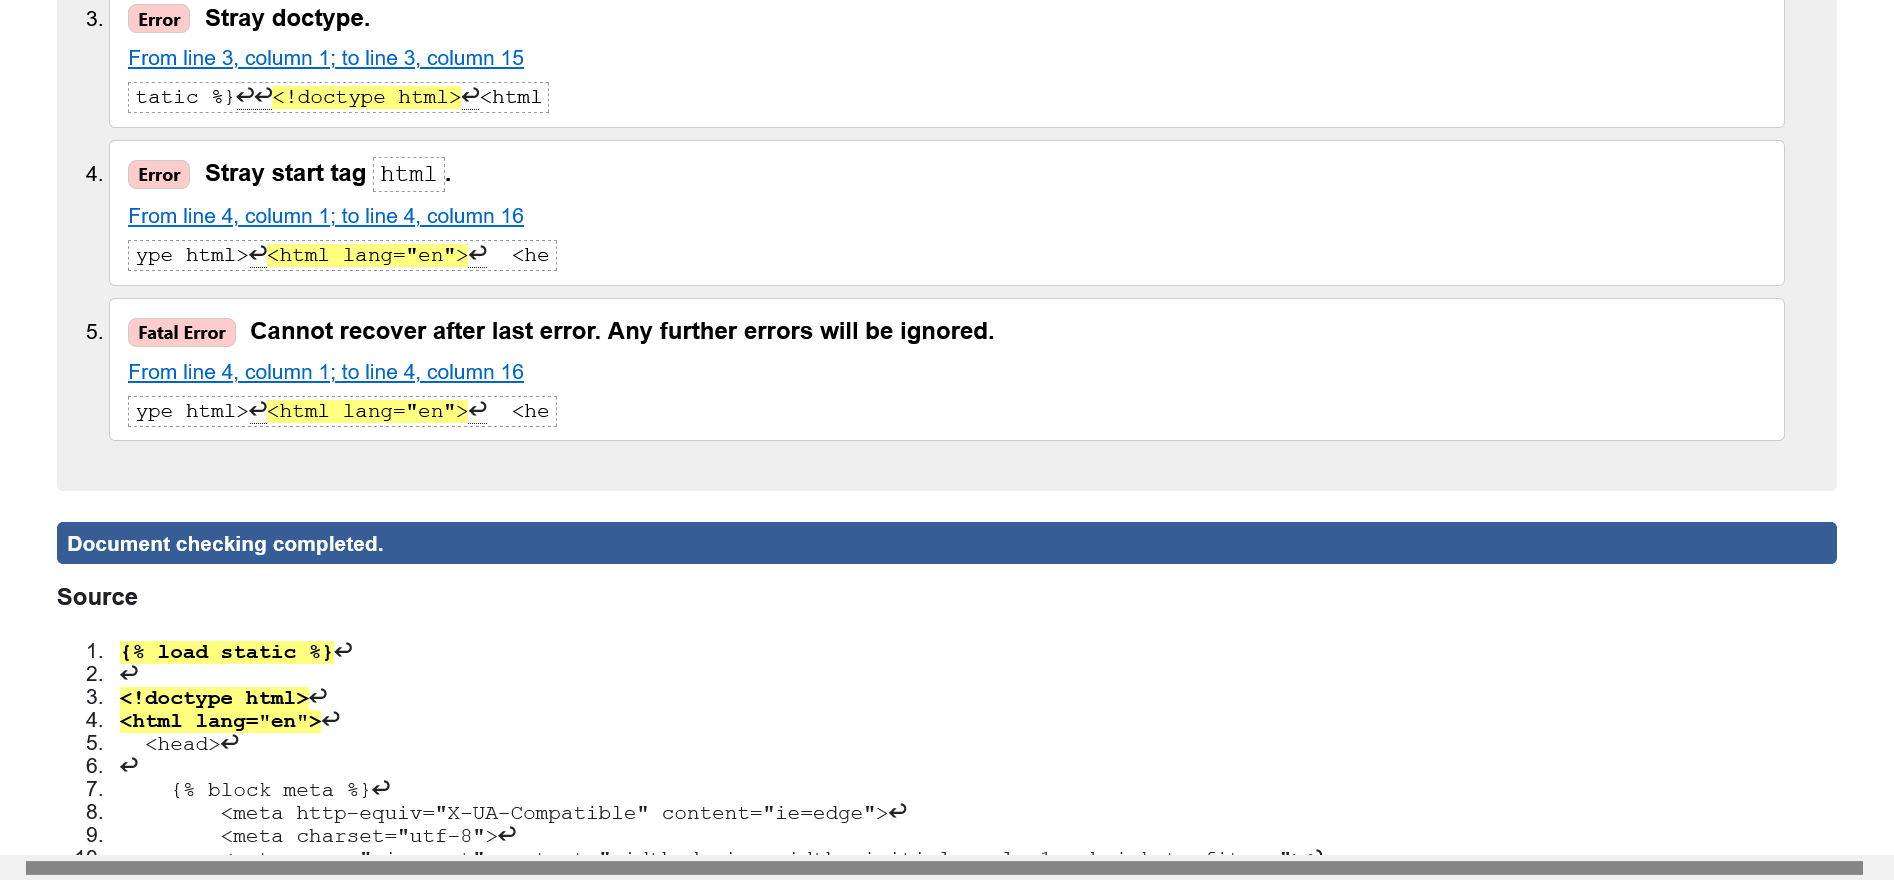 3. Error Stray doctype.
From line 3, column 1; to line 3, column 15
tatic %}↩↩<!doctype html>↩<html
4. Error Stray start tag html.
From line 4, column 1; to line 4, column 16
ype html>↩<html lang="en">↩  <he
5. Fatal Error Cannot recover after last error. Any further errors will be ignored.
From line 4, column 1; to line 4, column 16
ype html>↩<html lang="en">↩  <he
Document checking completed.
Source
1. {% load static %}↩
2. ↩
3. <!doctype html>↩
4. <html lang="en">↩
5.   <head>↩
6. ↩
7.     {% block meta %}↩
8.         <meta http-equiv="X-UA-Compatible" content="ie=edge">↩
9.         <meta charset="utf-8">↩